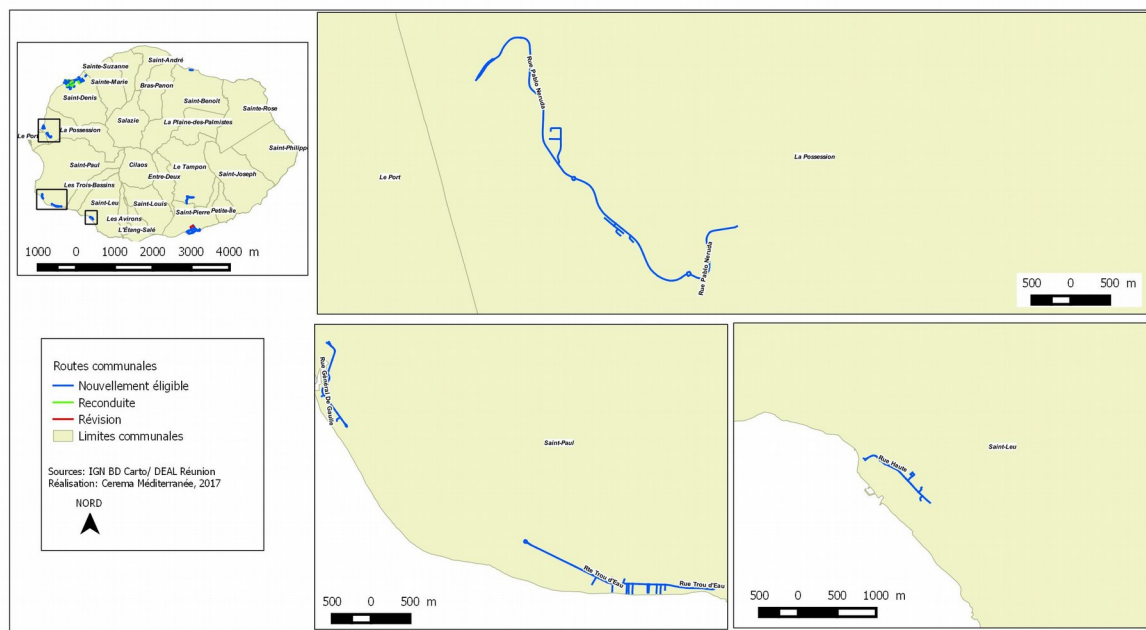 Saint-André
Sainte-Suzanne
Sainte-Marie
Bras-Panon
Saint-Denis
Saint-Benoît
Sainte-Rose
Salazie
La Plaine-des-Palmistes
Le Port
La Possession
Saint-Philippe
Saint-Paul
Cilaos
Le Tampon
Entre-Deux
Saint-Joseph
Les Trois-Bassins
Saint-Leu
Saint-Louis
Saint-Pierre
Petite-Île
Les Avirons
L'Étang-Salé
1000 0 1000 2000 3000 4000 m
Rue Pablo Neruda
La Possession
Le Port
Rue Pablo Neruda
500 0 500 m
Routes communales
Nouvellement éligible
Reconduite
Révision
Limites communales
Sources: IGN BD Carto/ DEAL Réunion
Réalisation: Cerema Méditerranée, 2017
NORD
Rue Général De Gaulle
Saint-Paul
Rte Trou d'Eau
Rue Trou d'Eau
500 0 500 m
Saint-Leu
Rue Haute
500 0 500 1000 m